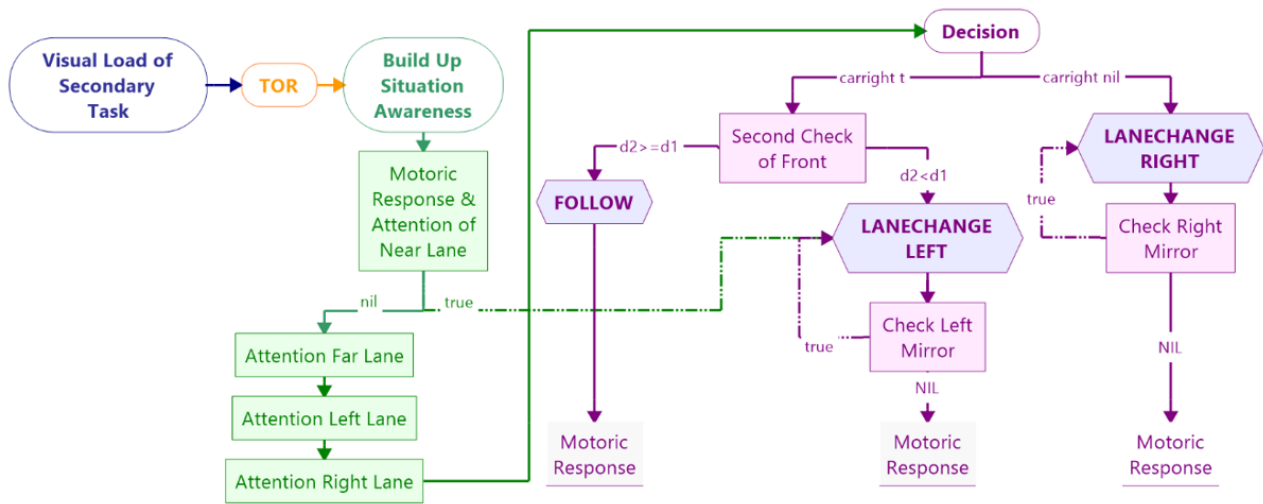 Visual Load of
Secondary
Task
TOR
Build Up
Situation
Awareness
Motoric
Response &
Attention of
Near Lane
nil
true
Attention Far Lane
Attention Left Lane
Attention Right Lane
Decision
carright t
carright nil
Second Check
of Front
d2>=d1
d2<d1
FOLLOW
LANECHANGE
LEFT
true
Check Left
Mirror
NIL
LANECHANGE
RIGHT
true
Check Right
Mirror
NIL
Motoric
Response
Motoric
Response
Motoric
Response